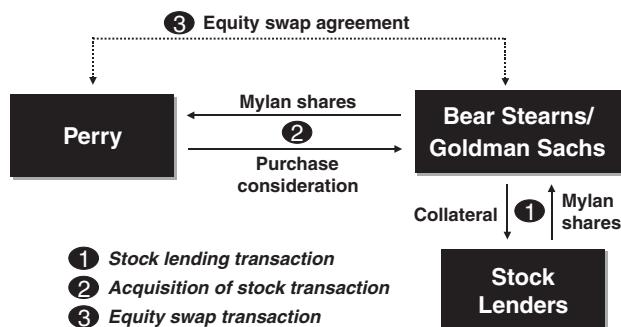 3 Equity swap agreement
Perry
Mylan shares
2
Purchase
consideration
Bear Stearns/
Goldman Sachs
Collateral
1
Mylan
shares
Stock
Lenders
1 Stock lending transaction
2 Acquisition of stock transaction
3 Equity swap transaction